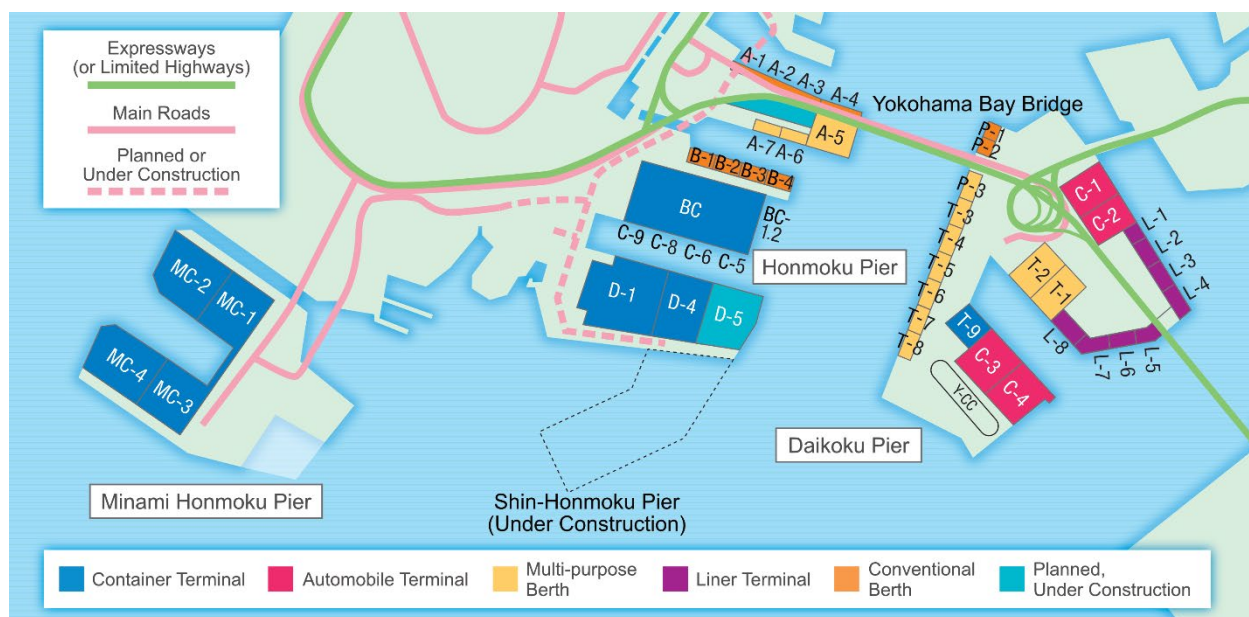 Expressways
(or Limited Highways)
Main Roads
Planned or
Under Construction
A-1
A-2
A-3
A-4
Yokohama Bay Bridge
A-5
A-7
A-6
B-1
B-2
B-3
B-4
BC
BC-1.2
C-9
C-8
C-6
C-5
Honmoku Pier
D-1
D-4
D-5
P-1
P-2
P-3
T-3
T-4
T-5
T-6
T-7
T-8
C-1
C-2
L-1
L-2
L-3
L-4
T-2
T-1
L-8
L-7
L-6
L-5
T-9
C-3
C-4
Y-CC
Daikoku Pier
MC-2
MC-1
MC-4
MC-3
Minami Honmoku Pier
Shin-Honmoku Pier
(Under Construction)
Container Terminal
Automobile Terminal
Multi-purpose
Berth
Liner Terminal
Conventional
Berth
Planned,
Under Construction